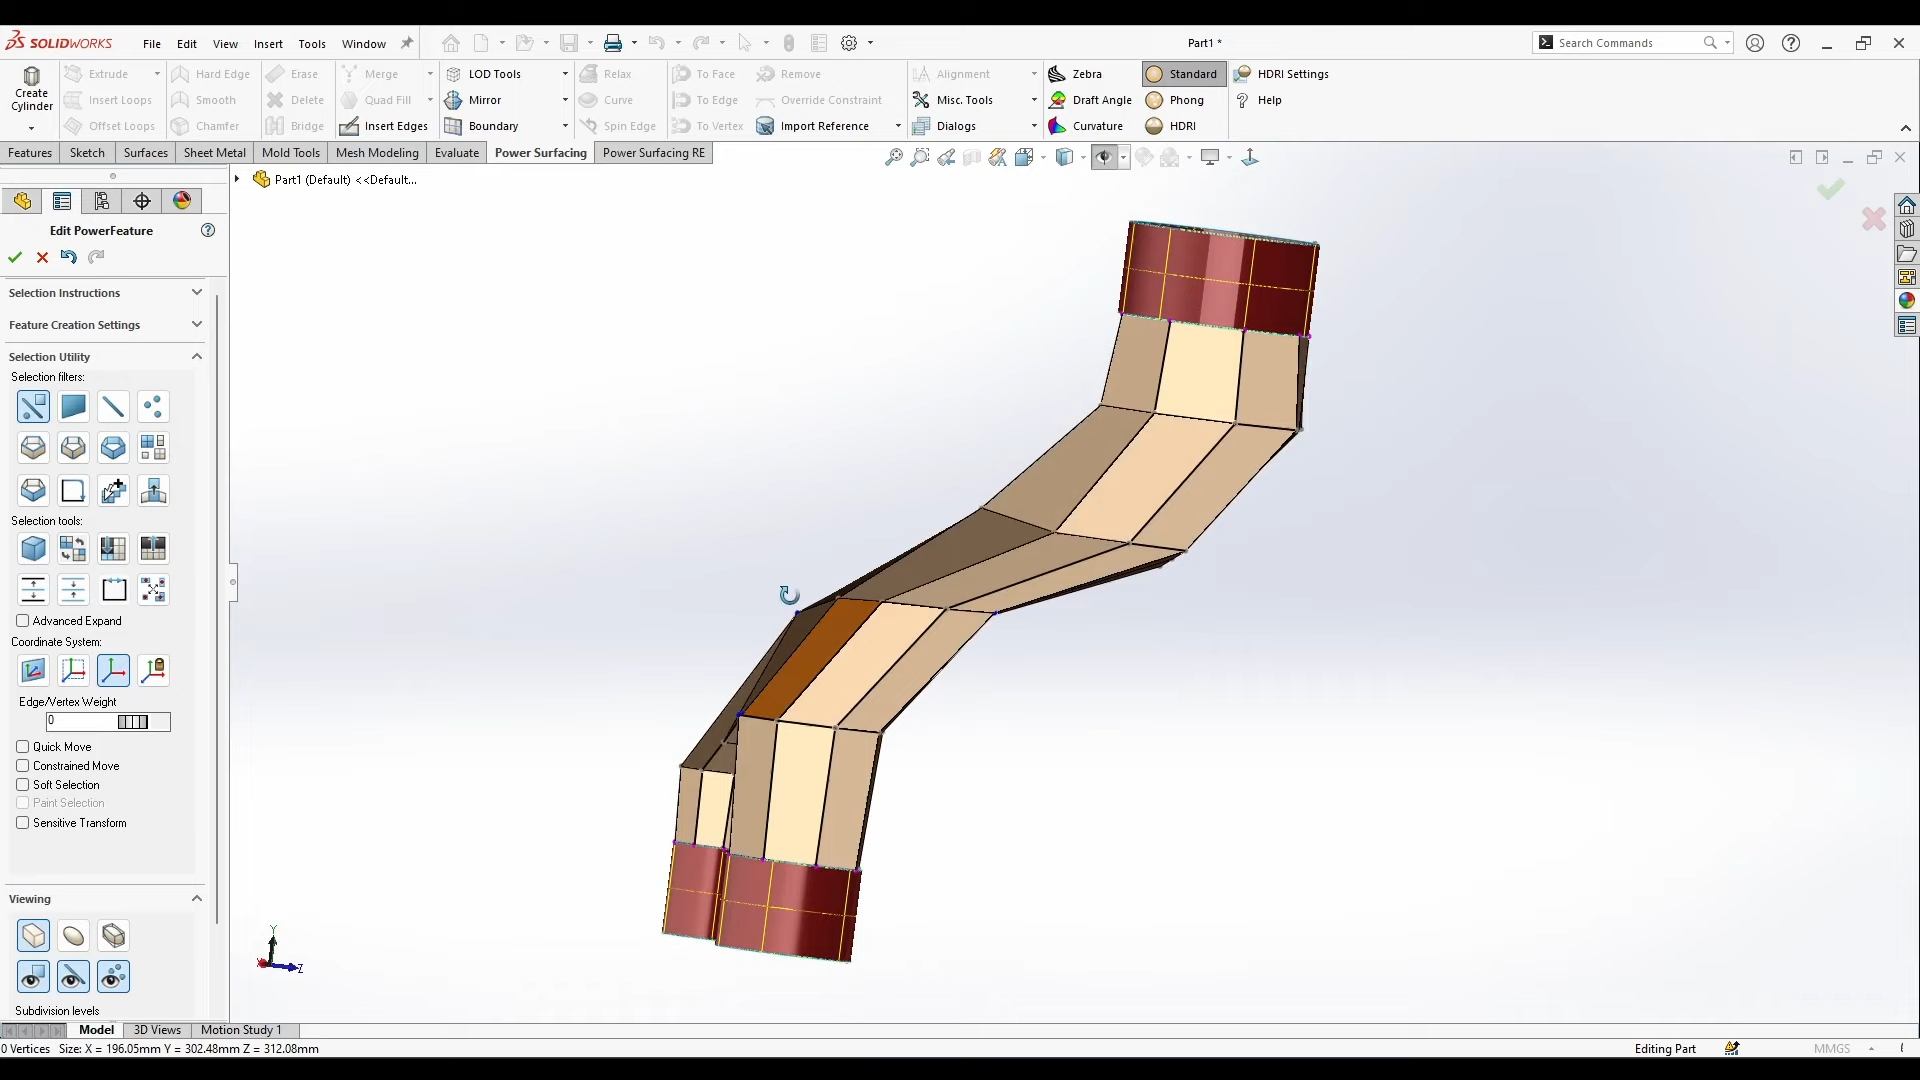 SOLIDWORKS File Edit View Insert Tools Window Part1 * Search Commands
Create Cylinder Extrude Hard Edge Erase Merge LOD Tools Relax To Face Remove Alignment Zebra Standard HDRI Settings
Insert Loops Smooth Delete Quad Fill Mirror Curve To Edge Override Constraint Misc. Tools Draft Angle Phong Help
Offset Loops Chamfer Bridge Insert Edges Boundary Spin Edge To Vertex Import Reference Dialogs Curvature HDRI
Features Sketch Surfaces Sheet Metal Mold Tools Mesh Modeling Evaluate Power Surfacing Power Surfacing RE
Part1 (Default) <<Default...
Edit PowerFeature
Selection Instructions
Feature Creation Settings
Selection Utility
Selection filters:
Selection tools:
Advanced Expand
Coordinate System:
Edge/Vertex Weight
0
Quick Move
Constrained Move
Soft Selection
Paint Selection
Sensitive Transform
Viewing
Y
X Z
Subdivision levels
Model 3D Views Motion Study 1
0 Vertices Size: X = 196.05mm Y = 302.48mm Z = 312.08mm Editing Part MMGS